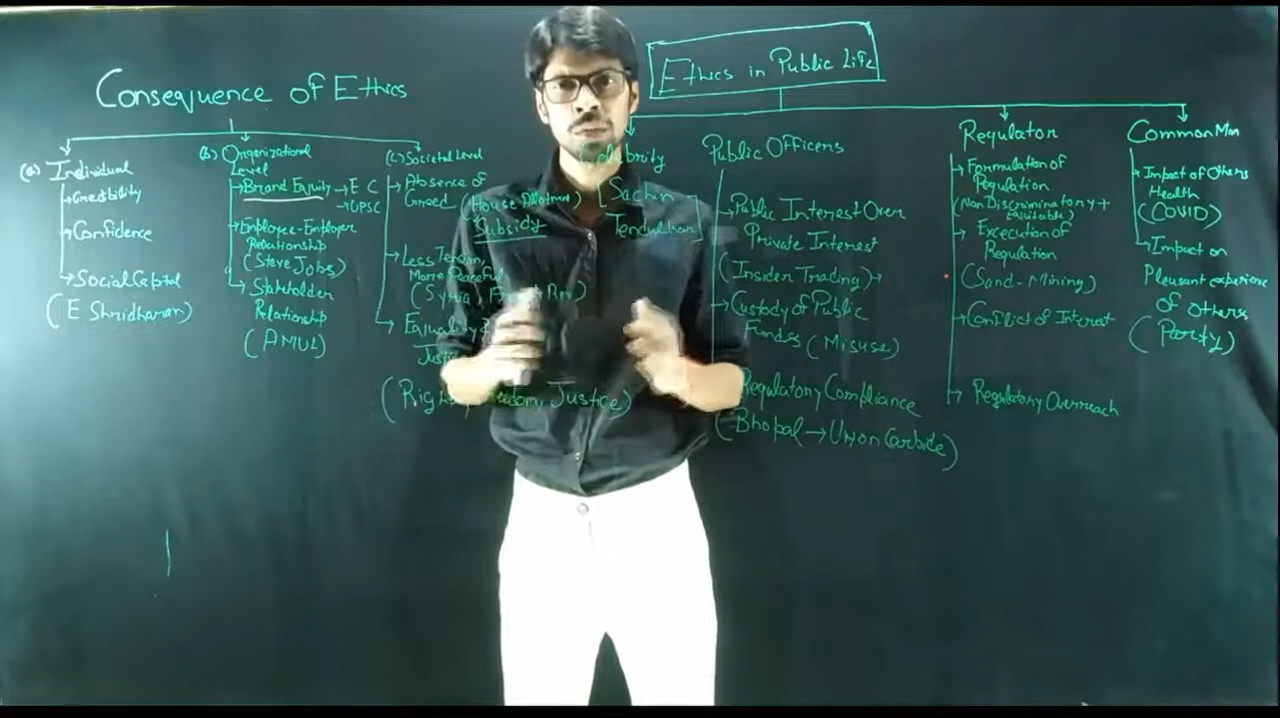 Consequence of Ethics
(a) Individual
Credibility
Confidence
Social Capital
(E Shridharan)
(b) Organizational
Level
Brand Equity → EC
→ UPSC
Employee-Employer
Relationship
(Steve Jobs)
Stakeholder
Relationship
(AMUL)
(c) Societal Level
Absence of
Greed (House Allotment)
Subsidy
Less Tension,
More Peaceful
(Syria,
Equality
(Justice)
Justice)
Ethics in Public Life
Celebrity
[Sachin
Tendulkar]
Public Officers
Public Interest Over
Private Interest
(Insider Trading)
Custody of Public
Funds (Misuse)
Regulatory Compliance
(Bhopal → Union Carbide)
Regulator
Formulation of
Regulation
(Non Discriminatory +
Equitable)
Execution of
Regulation
(Sand-Mining)
Conflict of Interest
Regulatory Overreach
Common Man
Impact of Others
Health
(COVID)
Impact on
Pleasant experience
of Others
(Party)